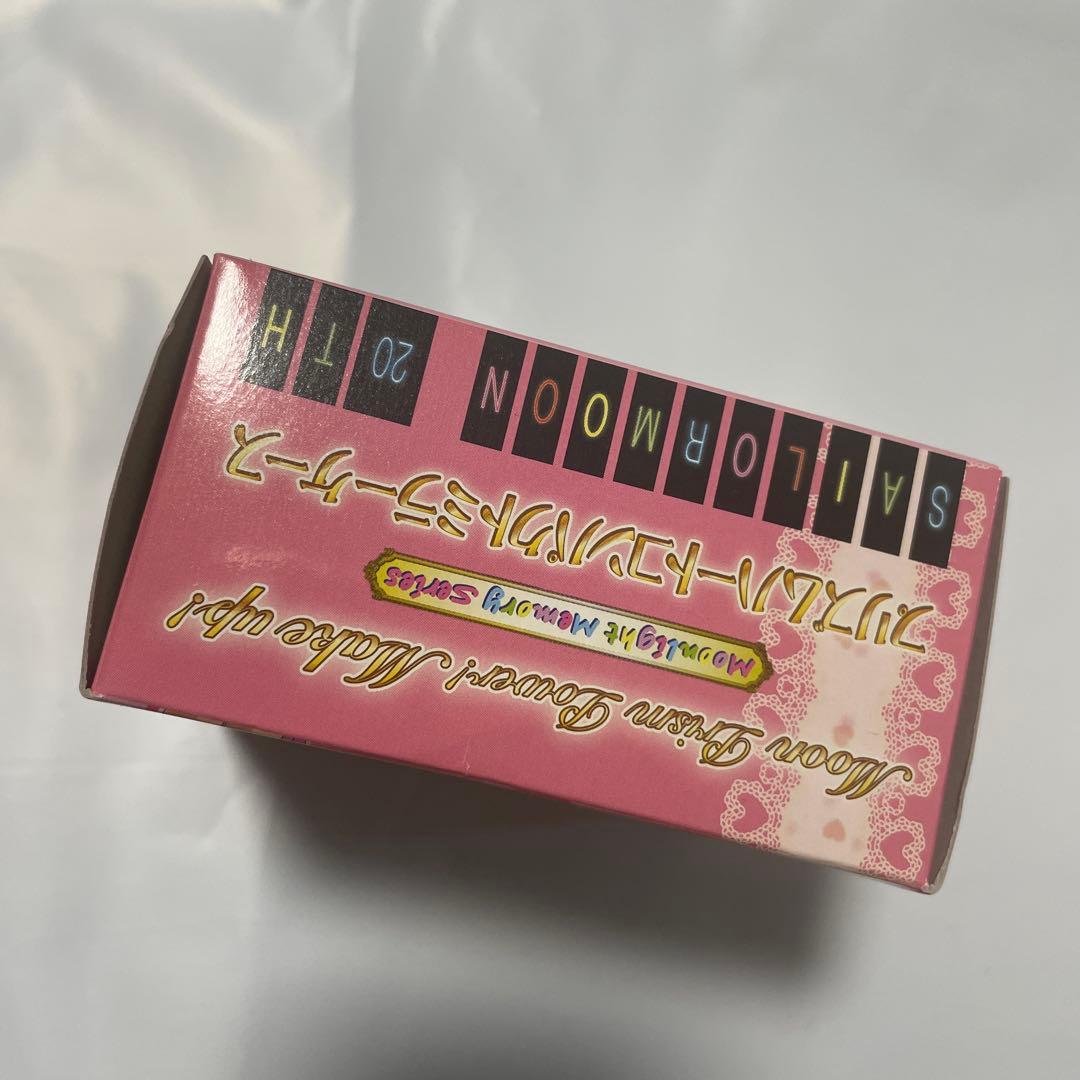 Moon Prism Power! Make up!
Moonlight Memory Series
プリズムハートコンパクトミラーケース
SAILORMOON 20TH